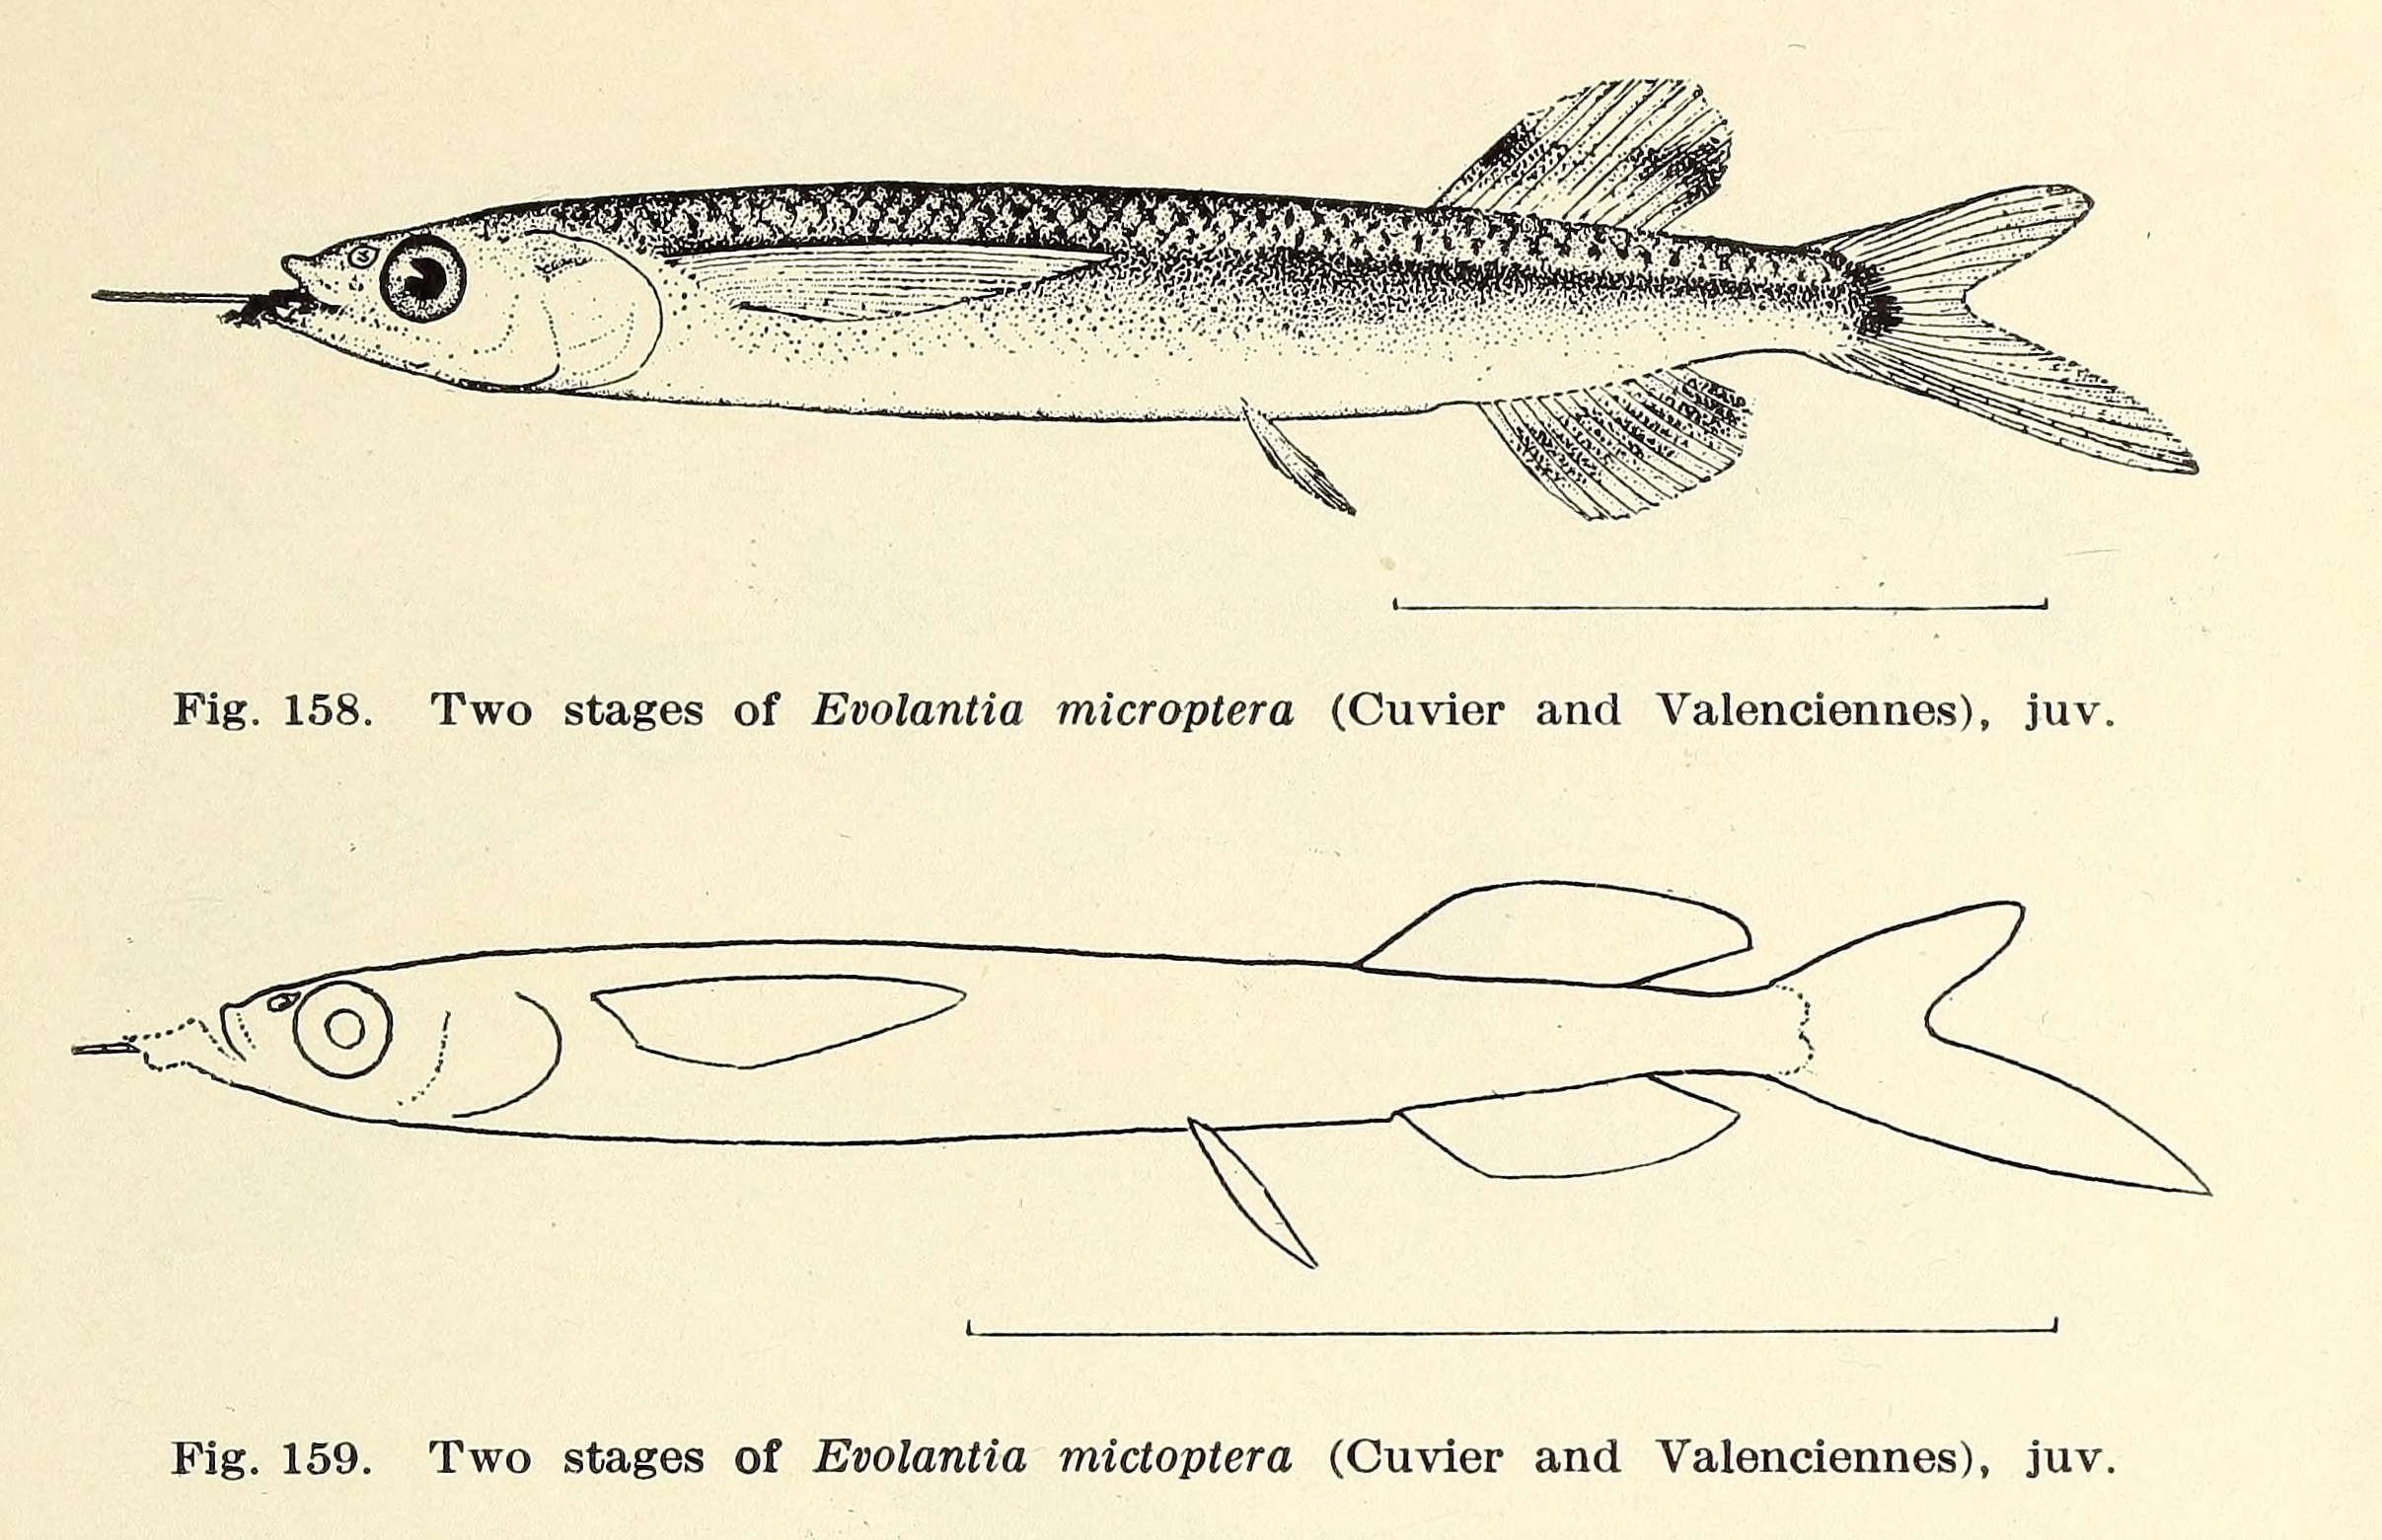 Fig. 158. Two stages of Evolantia microptera (Cuvier and Valenciennes), juv.
Fig. 159. Two stages of Evolantia mictoptera (Cuvier and Valenciennes), juv.